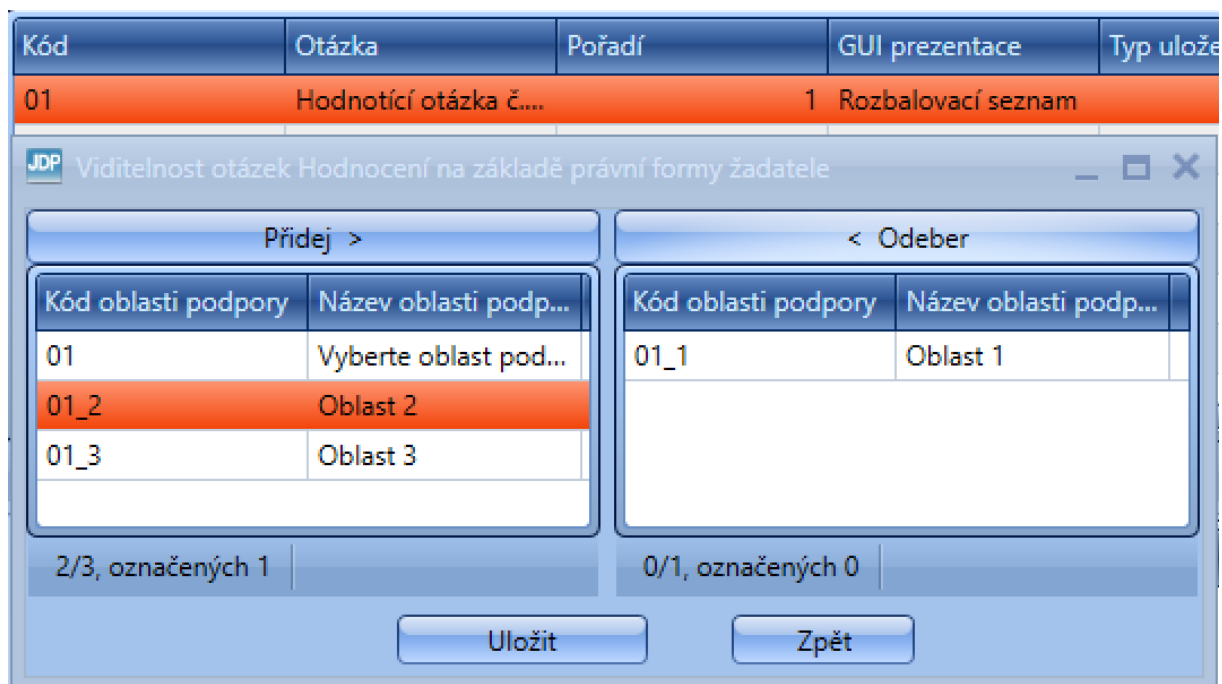 Kód Otázka Pořadí GUI prezentace Typ ulože
01 Hodnotící otázka č.... 1 Rozbalovací seznam
JDP Viditelnost otázek Hodnocení na základě právní formy žadatele
Přidej > < Odeber
Kód oblasti podpory Název oblasti podp... Kód oblasti podpory Název oblasti podp...
01 Vyberte oblast pod... 01_1 Oblast 1
01_2 Oblast 2
01_3 Oblast 3
2/3, označených 1 0/1, označených 0
Uložit Zpět